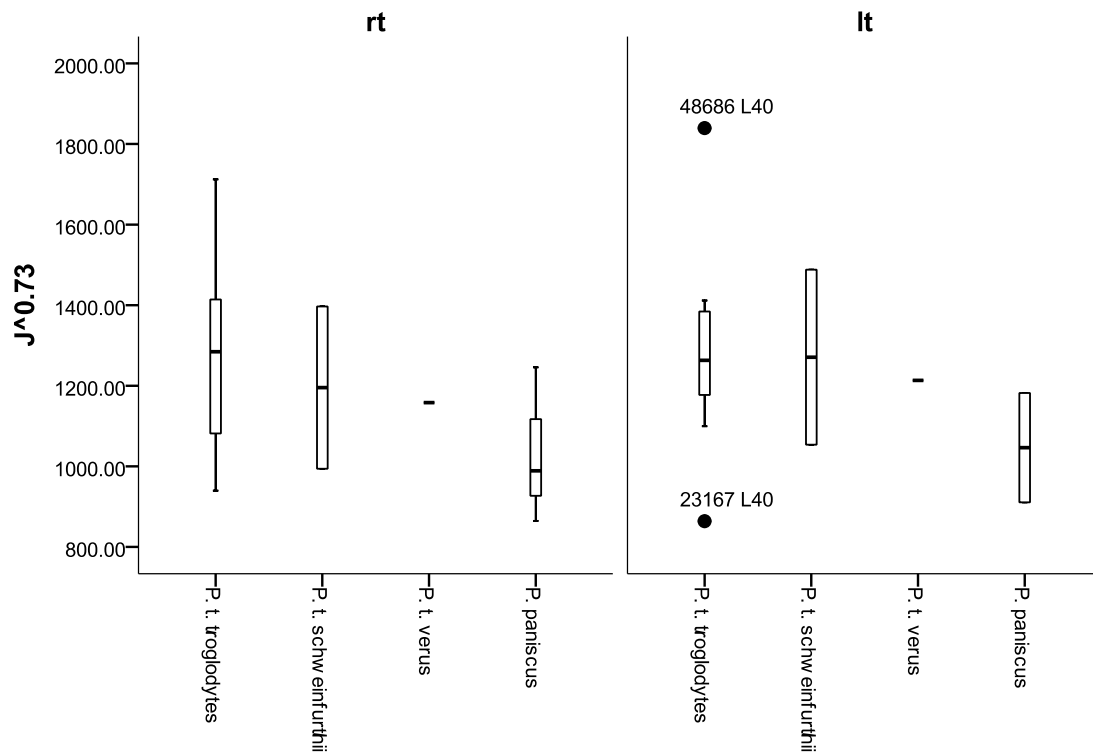 rt
lt
J^0.73
2000.00
1800.00
1600.00
1400.00
1200.00
1000.00
800.00
48686 L40
23167 L40
P. t. troglodytes
P. t. schweinfurthii
P. t. verus
P. paniscus
P. t. troglodytes
P. t. schweinfurthii
P. t. verus
P. paniscus